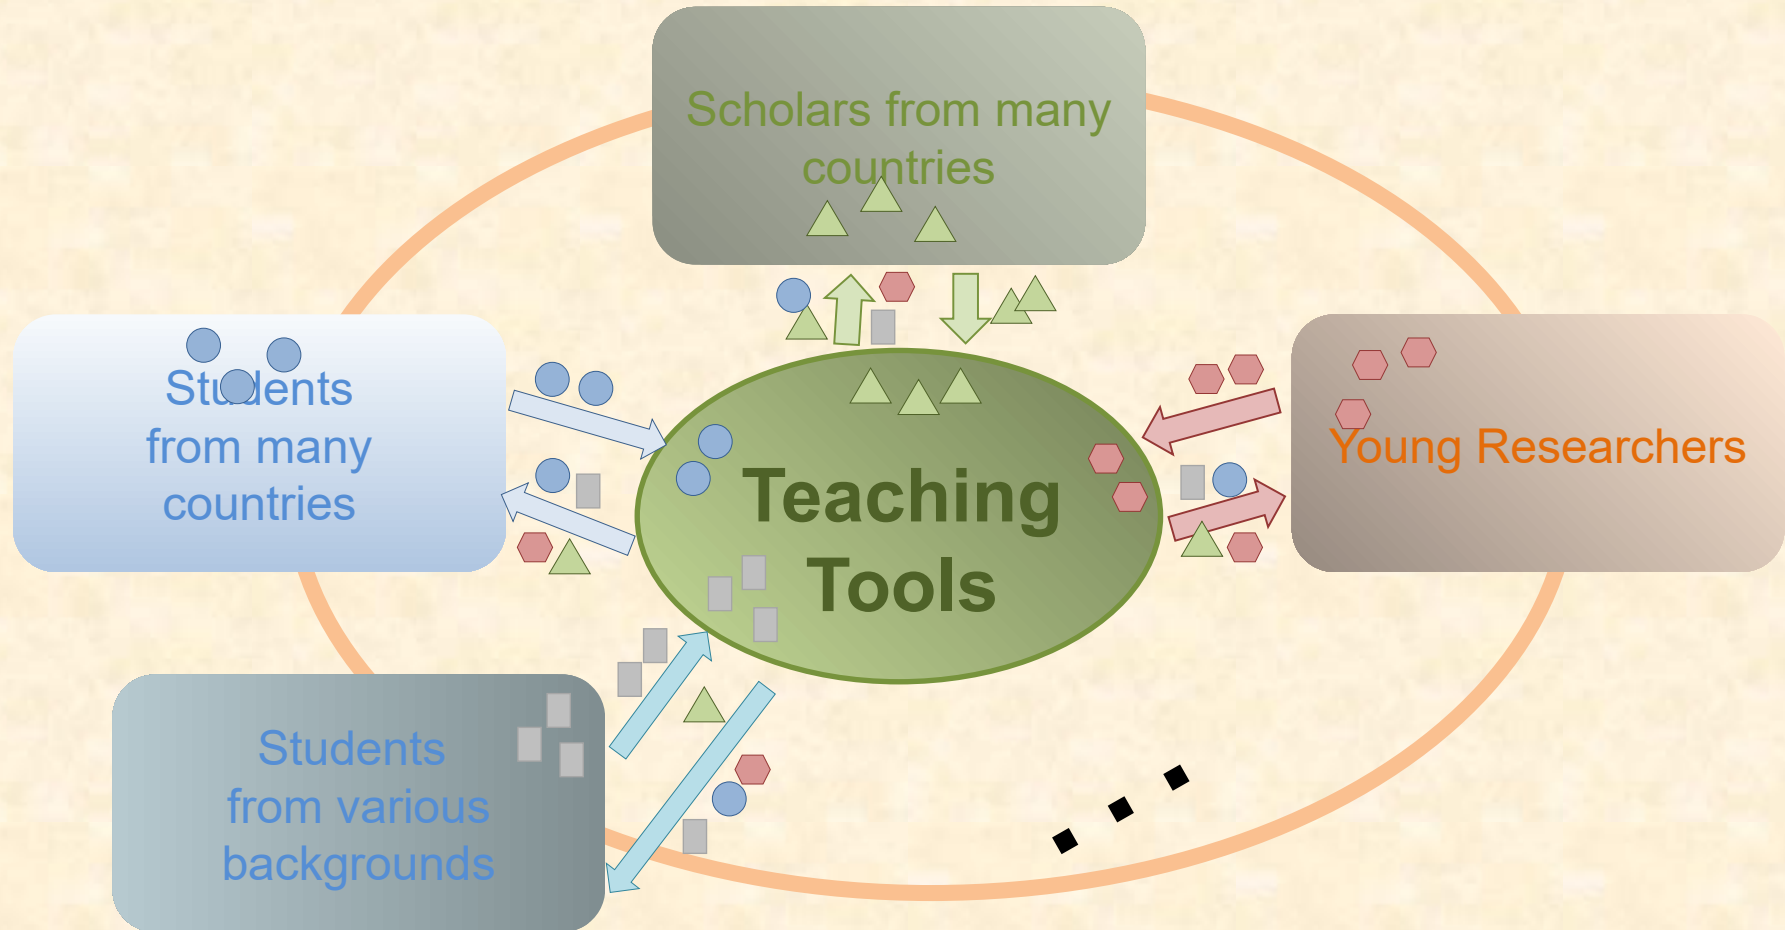 Scholars from many
countries
Students
from many
countries
Teaching
Tools
Young Researchers
Students
from various
backgrounds